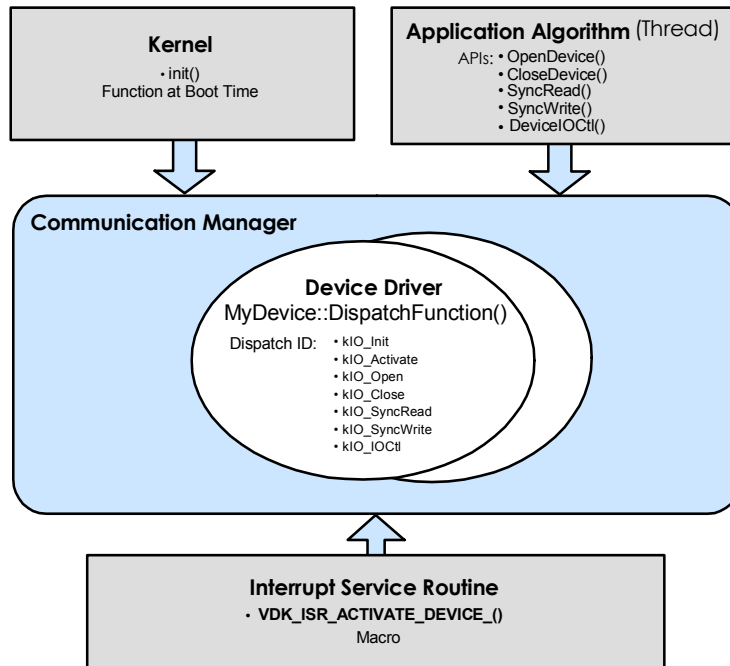 Kernel
• init()
Function at Boot Time
Application Algorithm (Thread)
APIs: • OpenDevice()
• CloseDevice()
• SyncRead()
• SyncWrite()
• DeviceIOCtl()
Communication Manager
Device Driver
MyDevice::DispatchFunction()
Dispatch ID: • kIO_Init
• kIO_Activate
• kIO_Open
• kIO_Close
• kIO_SyncRead
• kIO_SyncWrite
• kIO_IOCtl
Interrupt Service Routine
• VDK_ISR_ACTIVATE_DEVICE_()
Macro